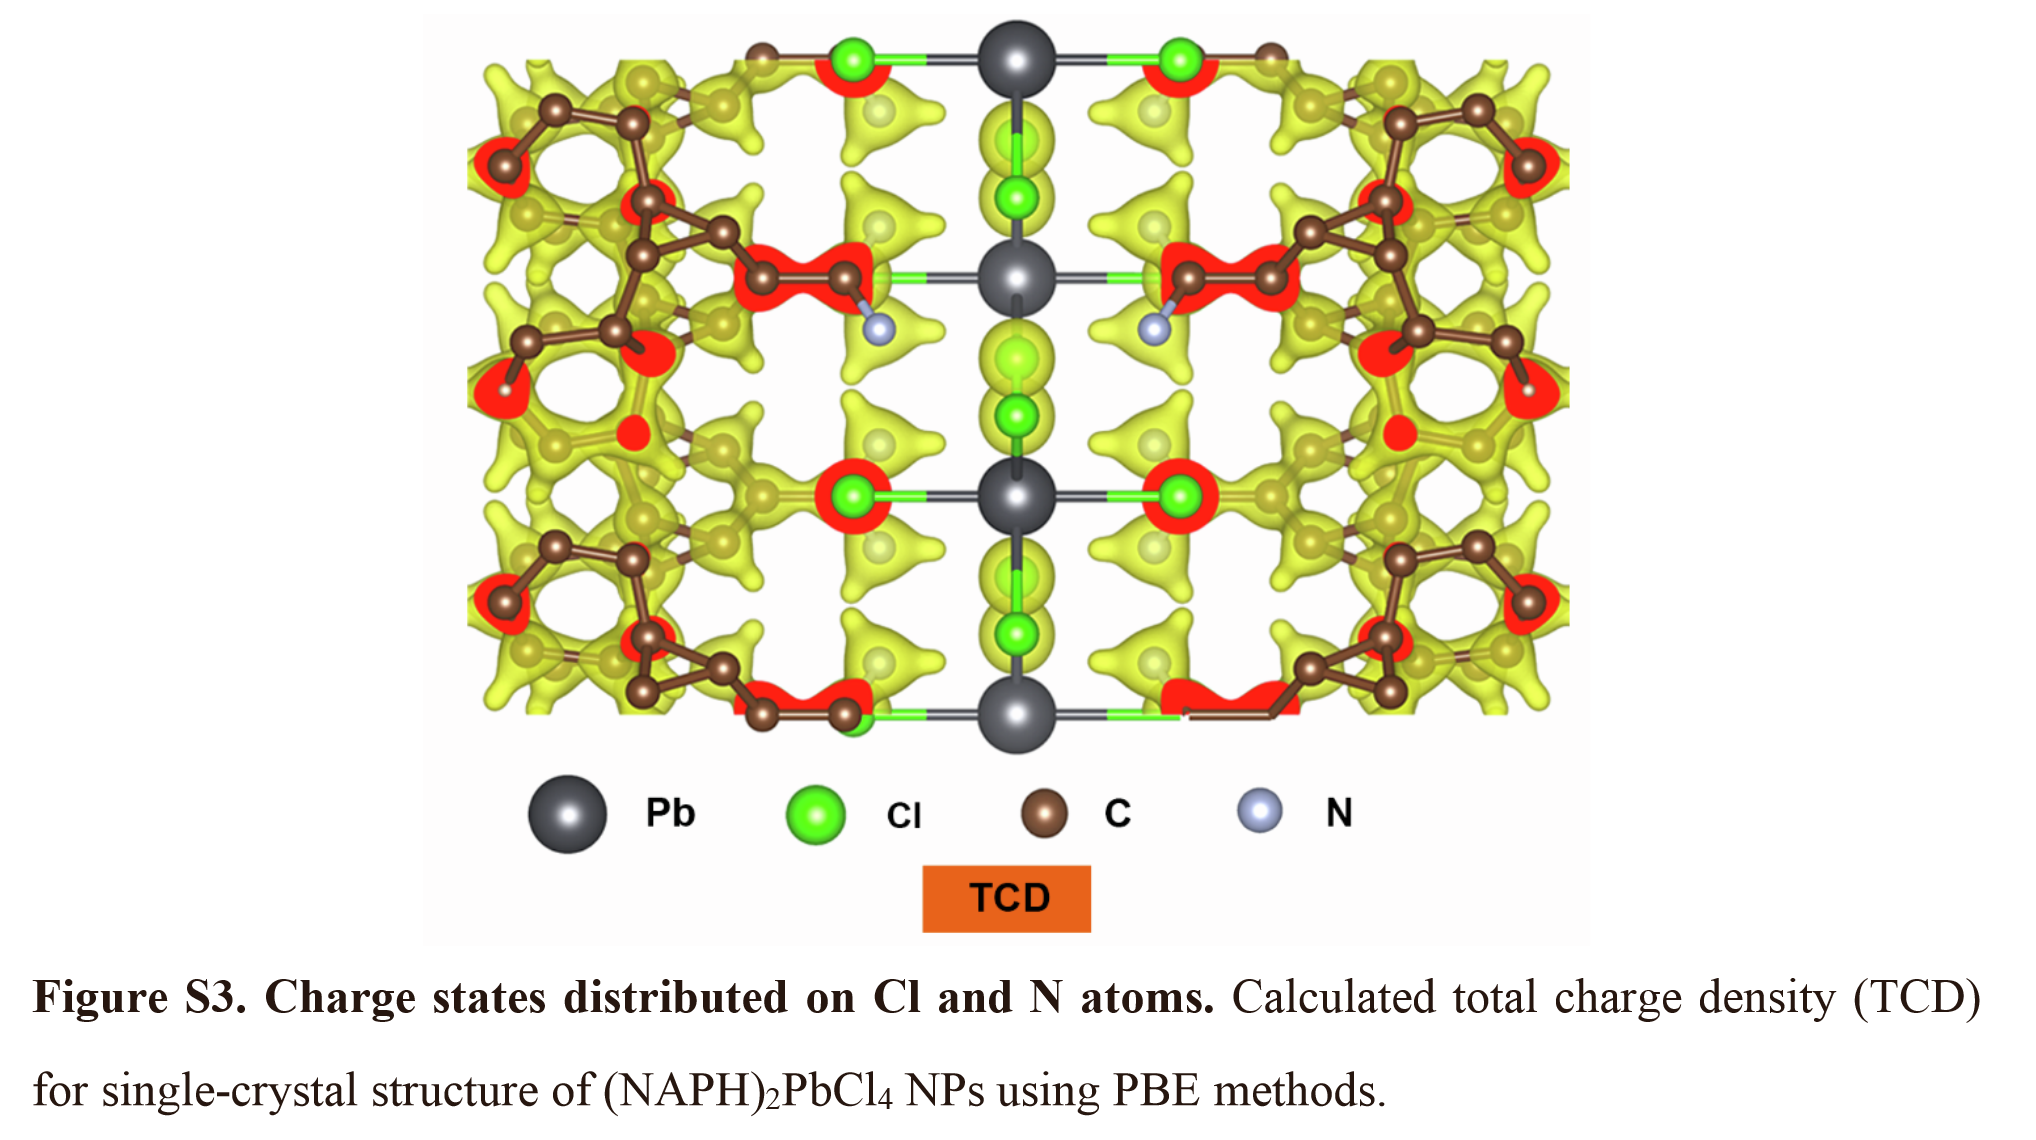 Pb Cl C N
TCD
Figure S3. Charge states distributed on Cl and N atoms. Calculated total charge density (TCD)
for single-crystal structure of (NAPH)₂PbCl₄ NPs using PBE methods.